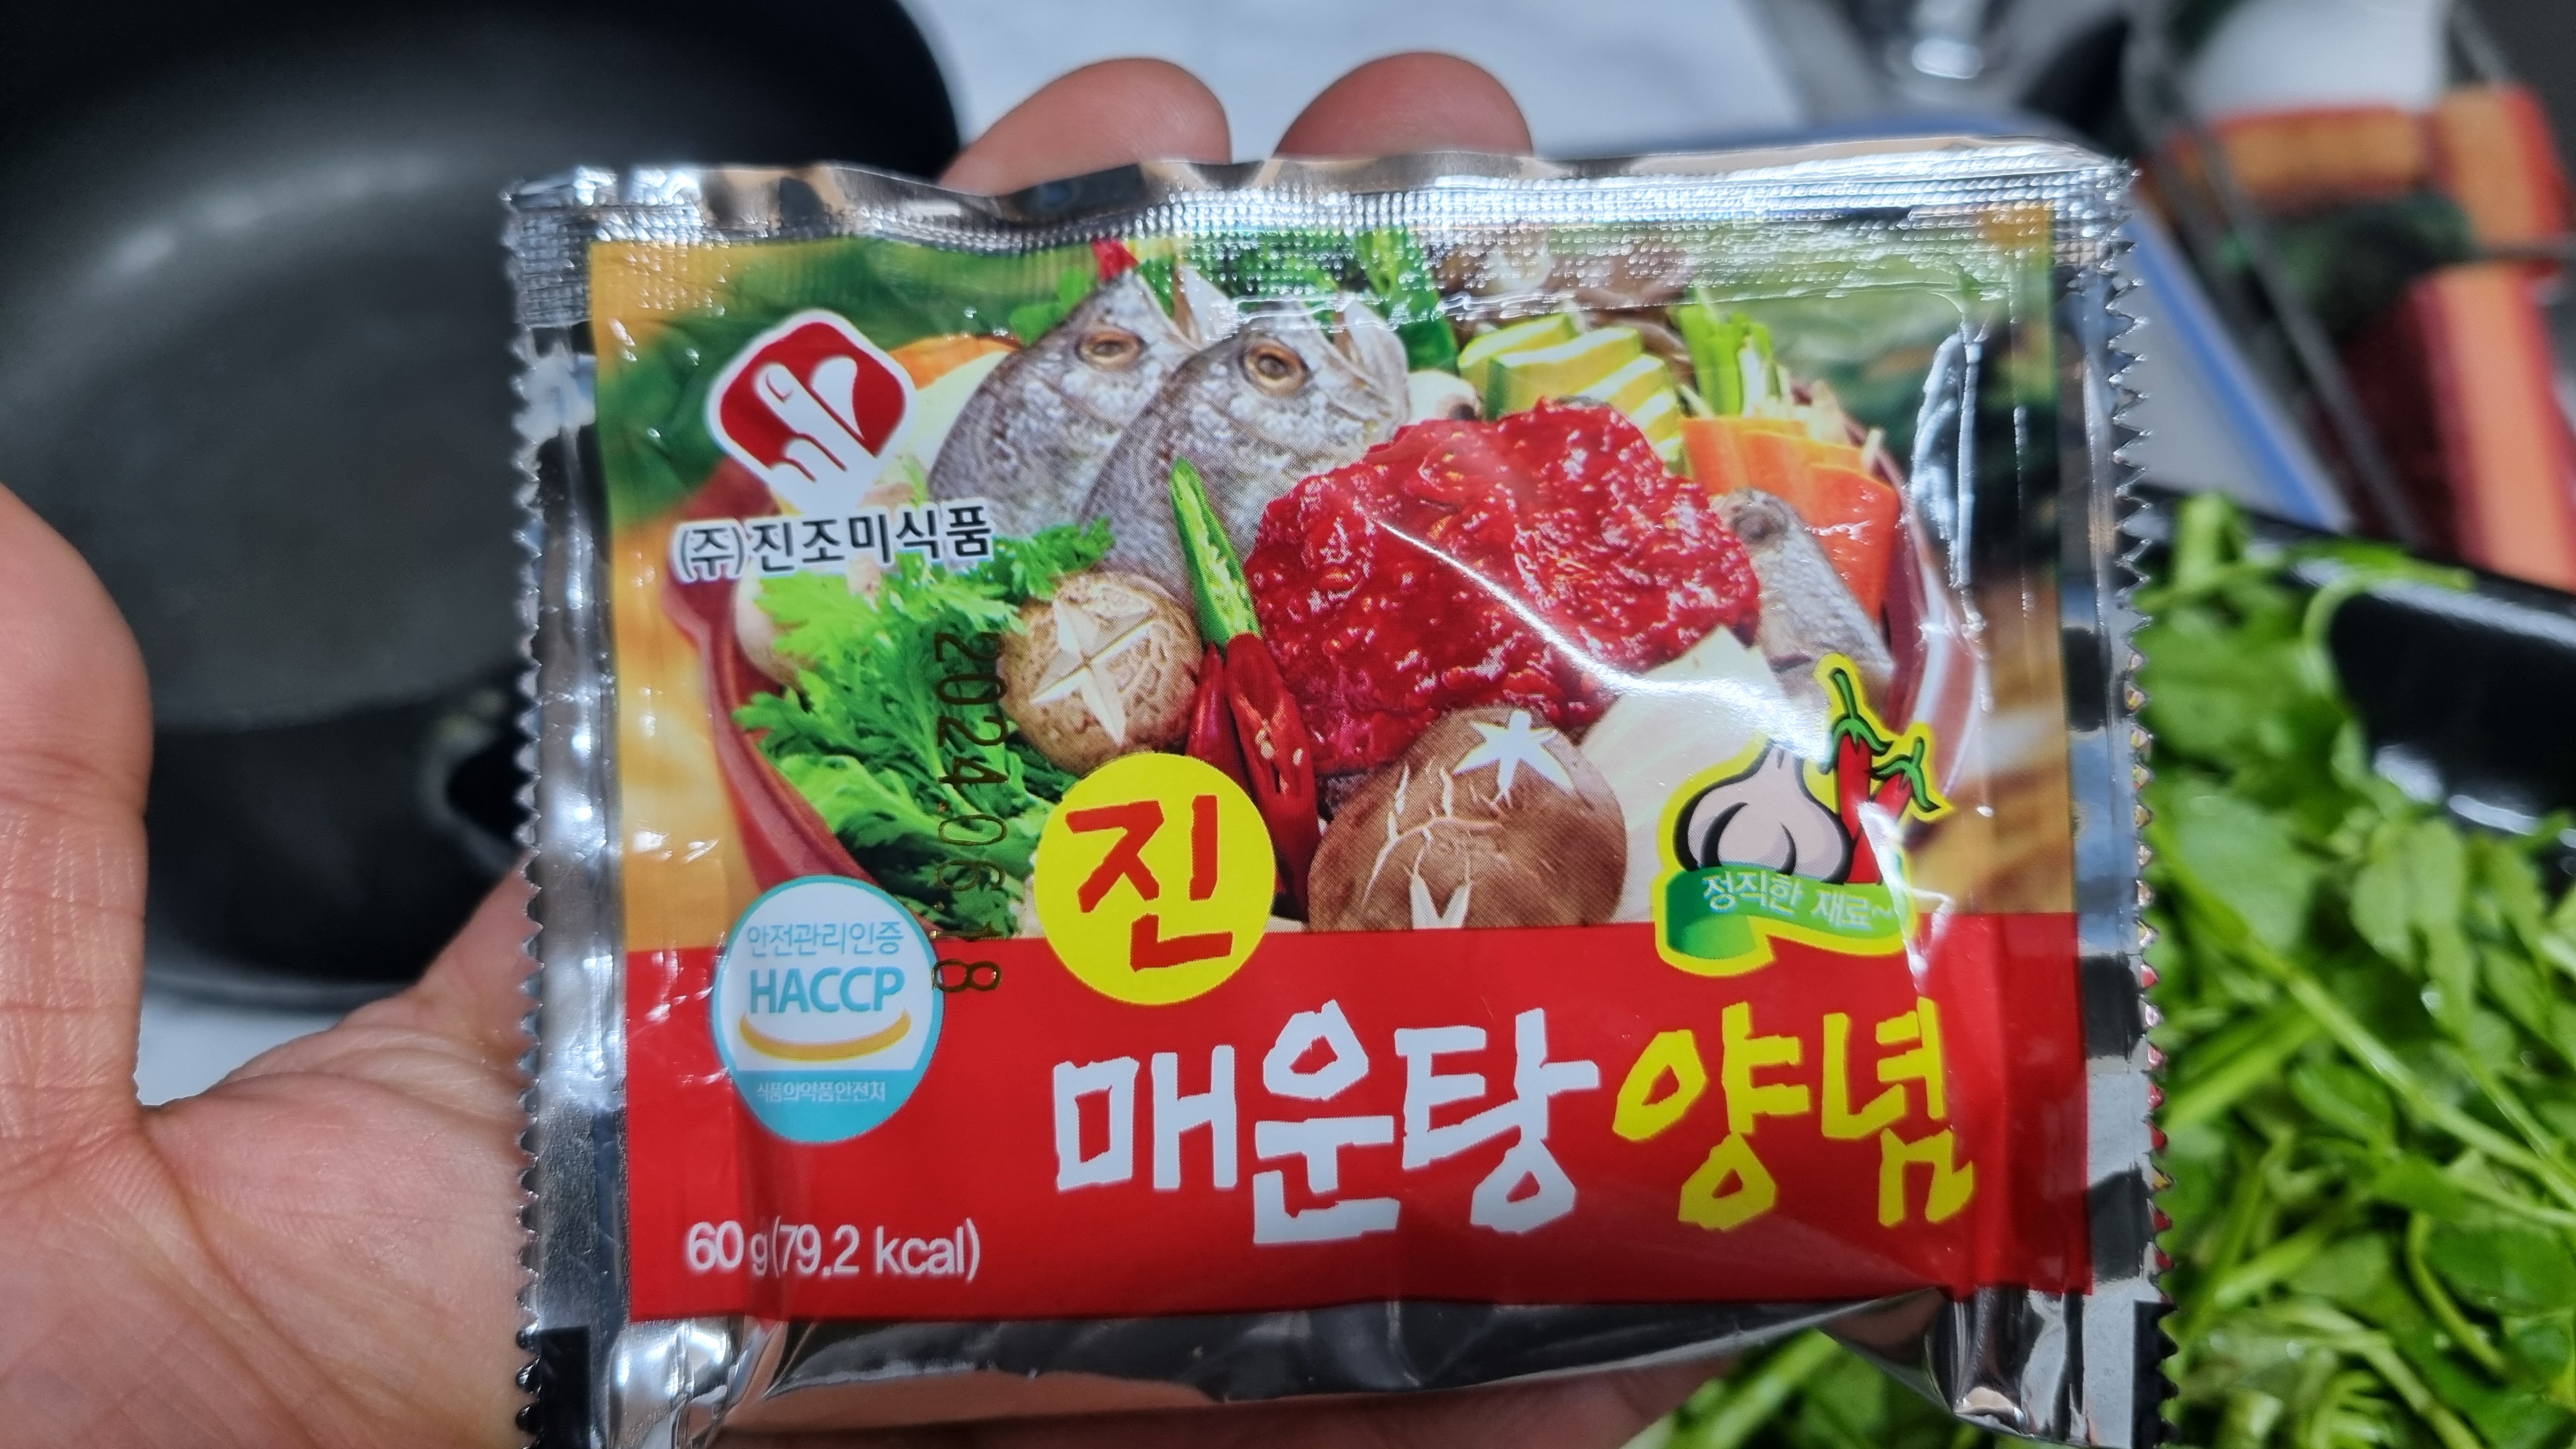 (주)진조미식품
2024.06.18
정직한 재료~
진
매운탕 양념
안전관리인증
HACCP
식품의약품안전처
60 g(79.2 kcal)